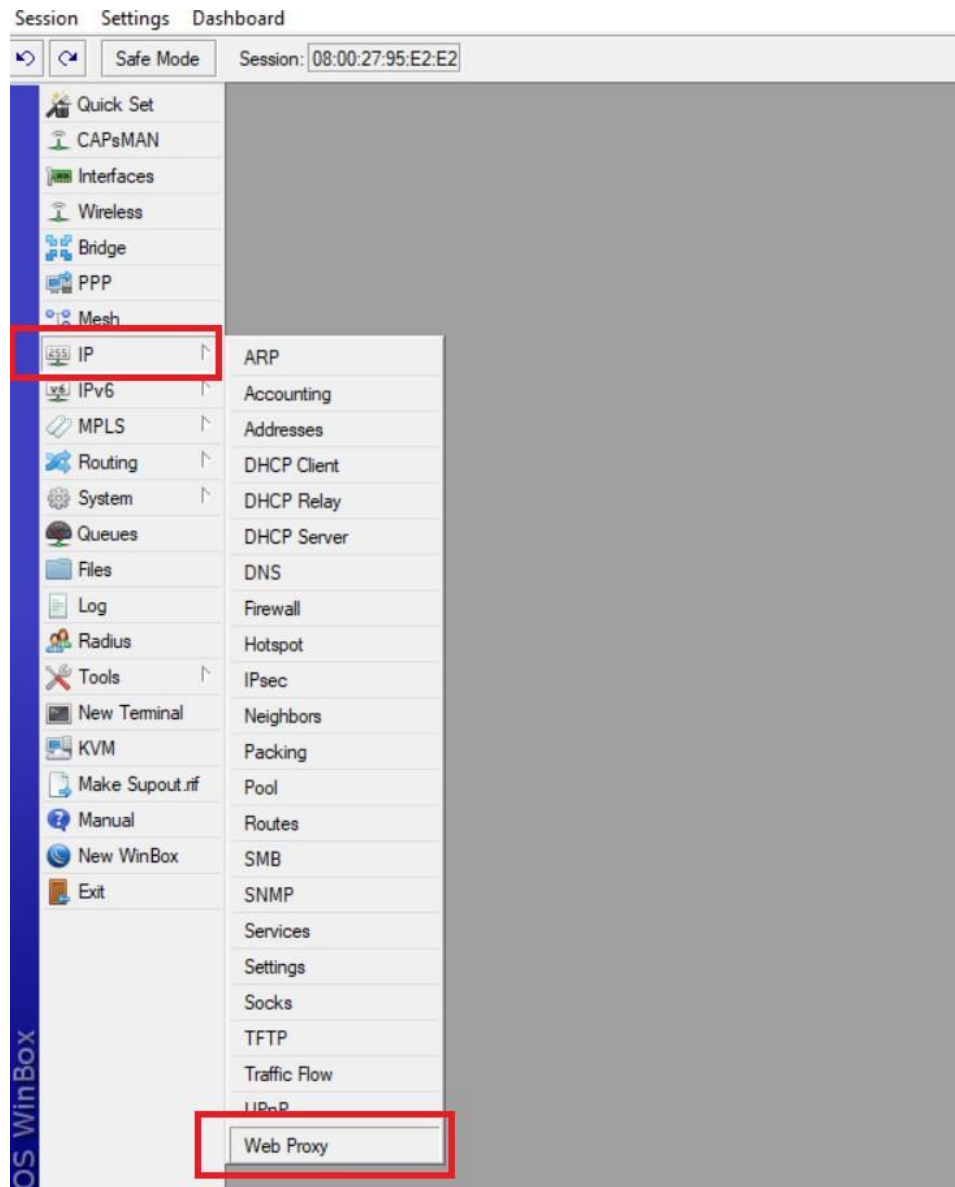 Session Settings Dashboard
Safe Mode Session: 08:00:27:95:E2:E2
Quick Set
CAPsMAN
Interfaces
Wireless
Bridge
PPP
Mesh
255 IP
v6 IPv6
MPLS
Routing
System
Queues
Files
Log
Radius
Tools
New Terminal
KVM
Make Supout.rif
Manual
New WinBox
Exit
ARP
Accounting
Addresses
DHCP Client
DHCP Relay
DHCP Server
DNS
Firewall
Hotspot
IPsec
Neighbors
Packing
Pool
Routes
SMB
SNMP
Services
Settings
Socks
TFTP
Traffic Flow
UPnP
Web Proxy
OS WinBox